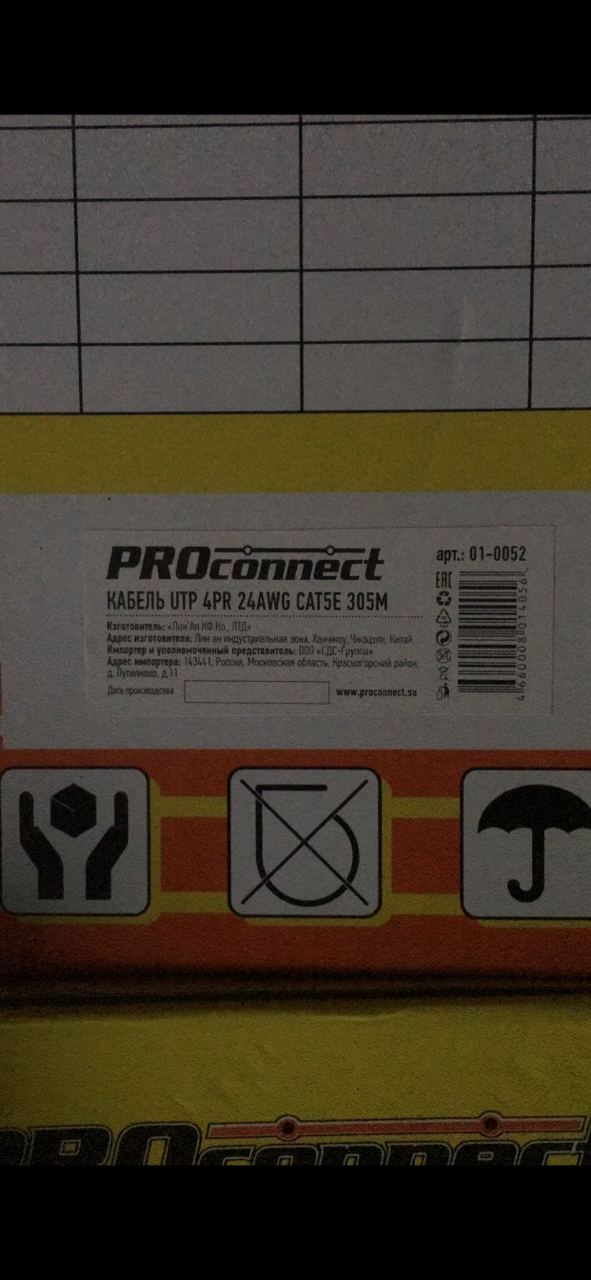 PROconnect
арт.: 01-0052
КАБЕЛЬ UTP 4PR 24AWG CAT5E 305M
EAC
Изготовитель: «Лин Ан КФ Ко., ЛТД»
Адрес изготовителя: Лин ан индустриальная зона, Ханчжоу, Чжэцзян, Китай
Импортер и уполномоченный представитель: ООО «СДС-Группа»
Адрес импортера: 143441, Россия, Московская область, Красногорский район,
д. Путилково, д.11
Дата производства
www.proconnect.su
4660008014056
PROconnect